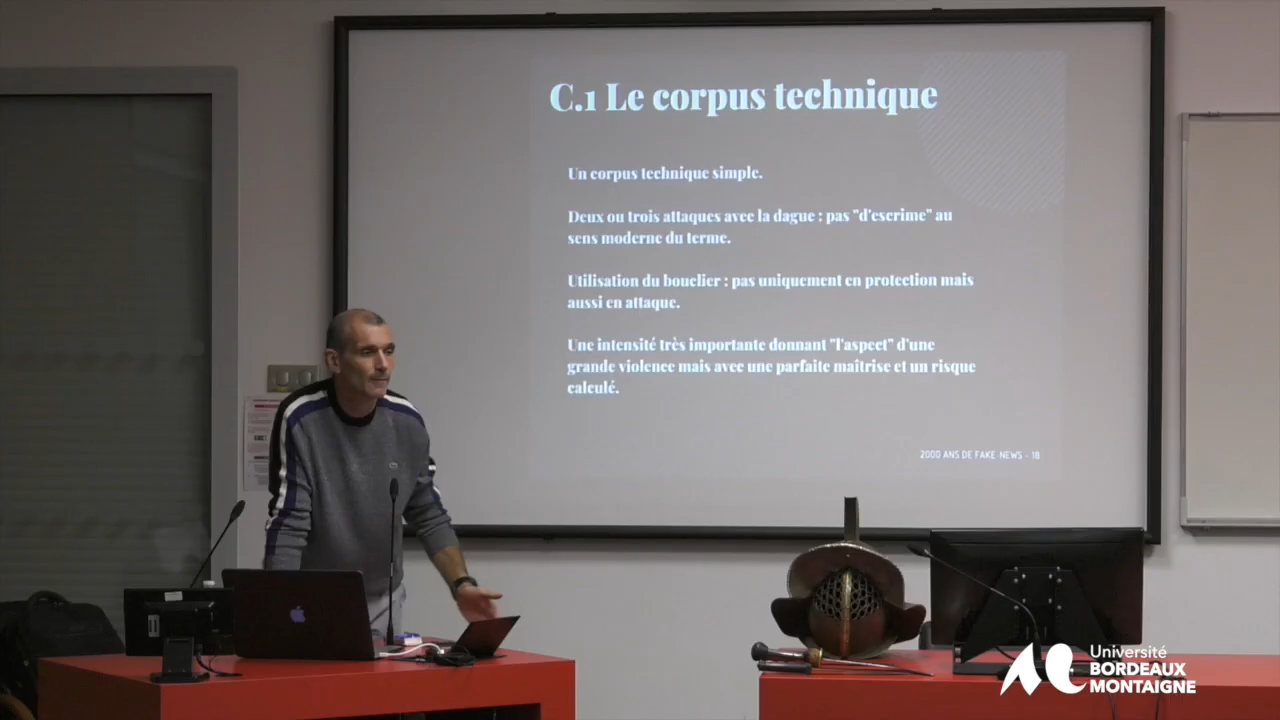 C.1 Le corpus technique
Un corpus technique simple.
Deux ou trois attaques avec la dague : pas "d'escrime" au
sens moderne du terme.
Utilisation du bouclier : pas uniquement en protection mais
aussi en attaque.
Une intensité très importante donnant "l'aspect" d'une
grande violence mais avec une parfaite maîtrise et un risque
calculé.
2000 ANS DE FAKE-NEWS - 18
Université
BORDEAUX
MONTAIGNE